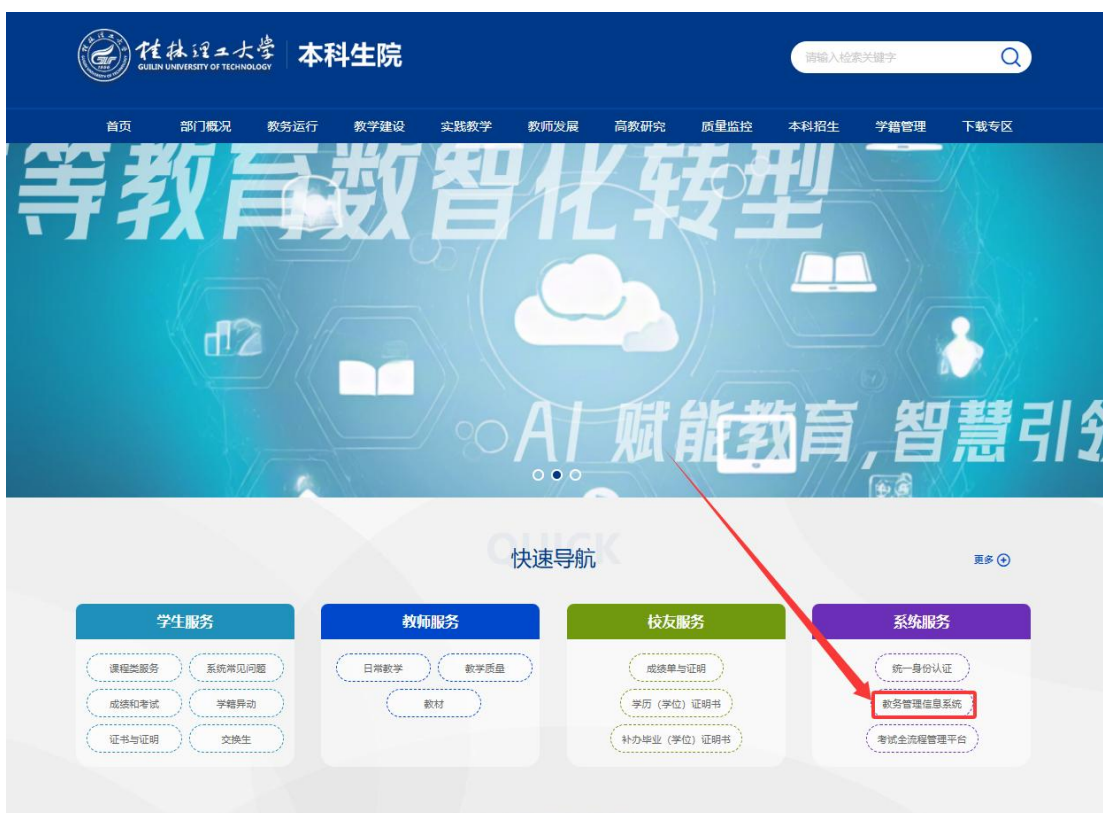 桂林理工大学 本科生院
GUILIN UNIVERSITY OF TECHNOLOGY
请输入检索关键字
首页 部门概况 教务运行 教学建设 实践教学 教师发展 高教研究 质量监控 本科招生 学籍管理 下载专区
等教育数智化转型
AI 赋能教育,智慧引领
QUICK
快速导航
更多
学生服务 教师服务 校友服务 系统服务
课程类服务 系统常见问题 日常教学 教学质量 成绩单与证明 统一身份认证
成绩和考试 学籍异动 教材 学历（学位）证明书 教务管理信息系统
证书与证明 交换生 补办毕业（学位）证明书 考试全流程管理平台